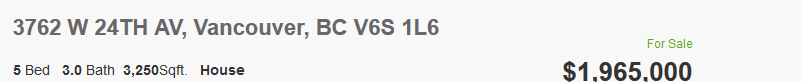 3762 W 24TH AV, Vancouver, BC V6S 1L6
For Sale
5 Bed 3.0 Bath 3,250Sqft. House
$1,965,000